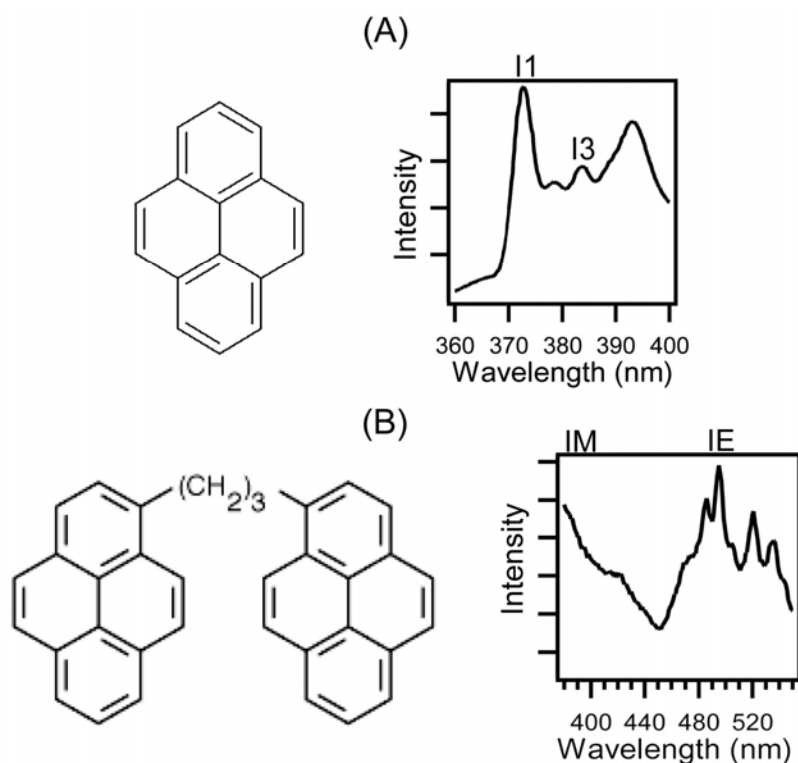 (A)
I1
I3
Intensity
360 370 380 390 400
Wavelength (nm)
(B)
(CH2)3
IM IE
Intensity
400 440 480 520
Wavelength (nm)